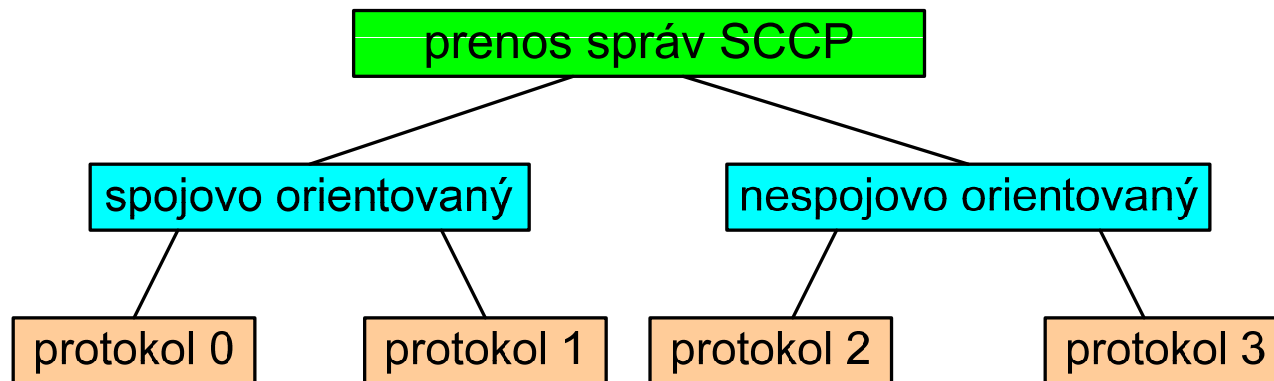 prenos správ SCCP
spojovo orientovaný
nespojovo orientovaný
protokol 0
protokol 1
protokol 2
protokol 3